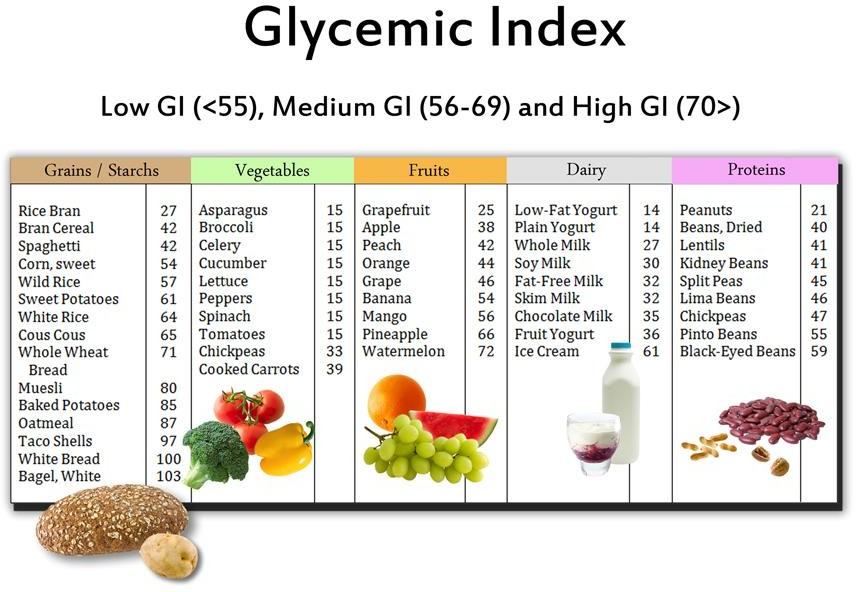 Glycemic Index
Low GI (<55), Medium GI (56-69) and High GI (70>)
Grains / Starchs
Rice Bran 27
Bran Cereal 42
Spaghetti 42
Corn, sweet 54
Wild Rice 57
Sweet Potatoes 61
White Rice 64
Cous Cous 65
Whole Wheat 71
Bread
Muesli 80
Baked Potatoes 85
Oatmeal 87
Taco Shells 97
White Bread 100
Bagel, White 103
Vegetables
Asparagus 15
Broccoli 15
Celery 15
Cucumber 15
Lettuce 15
Peppers 15
Spinach 15
Tomatoes 15
Chickpeas 33
Cooked Carrots 39
Fruits
Grapefruit 25
Apple 38
Peach 42
Orange 44
Grape 46
Banana 54
Mango 56
Pineapple 66
Watermelon 72
Dairy
Low-Fat Yogurt 14
Plain Yogurt 14
Whole Milk 27
Soy Milk 30
Fat-Free Milk 32
Skim Milk 32
Chocolate Milk 35
Fruit Yogurt 36
Ice Cream 61
Proteins
Peanuts 21
Beans, Dried 40
Lentils 41
Kidney Beans 41
Split Peas 45
Lima Beans 46
Chickpeas 47
Pinto Beans 55
Black-Eyed Beans 59